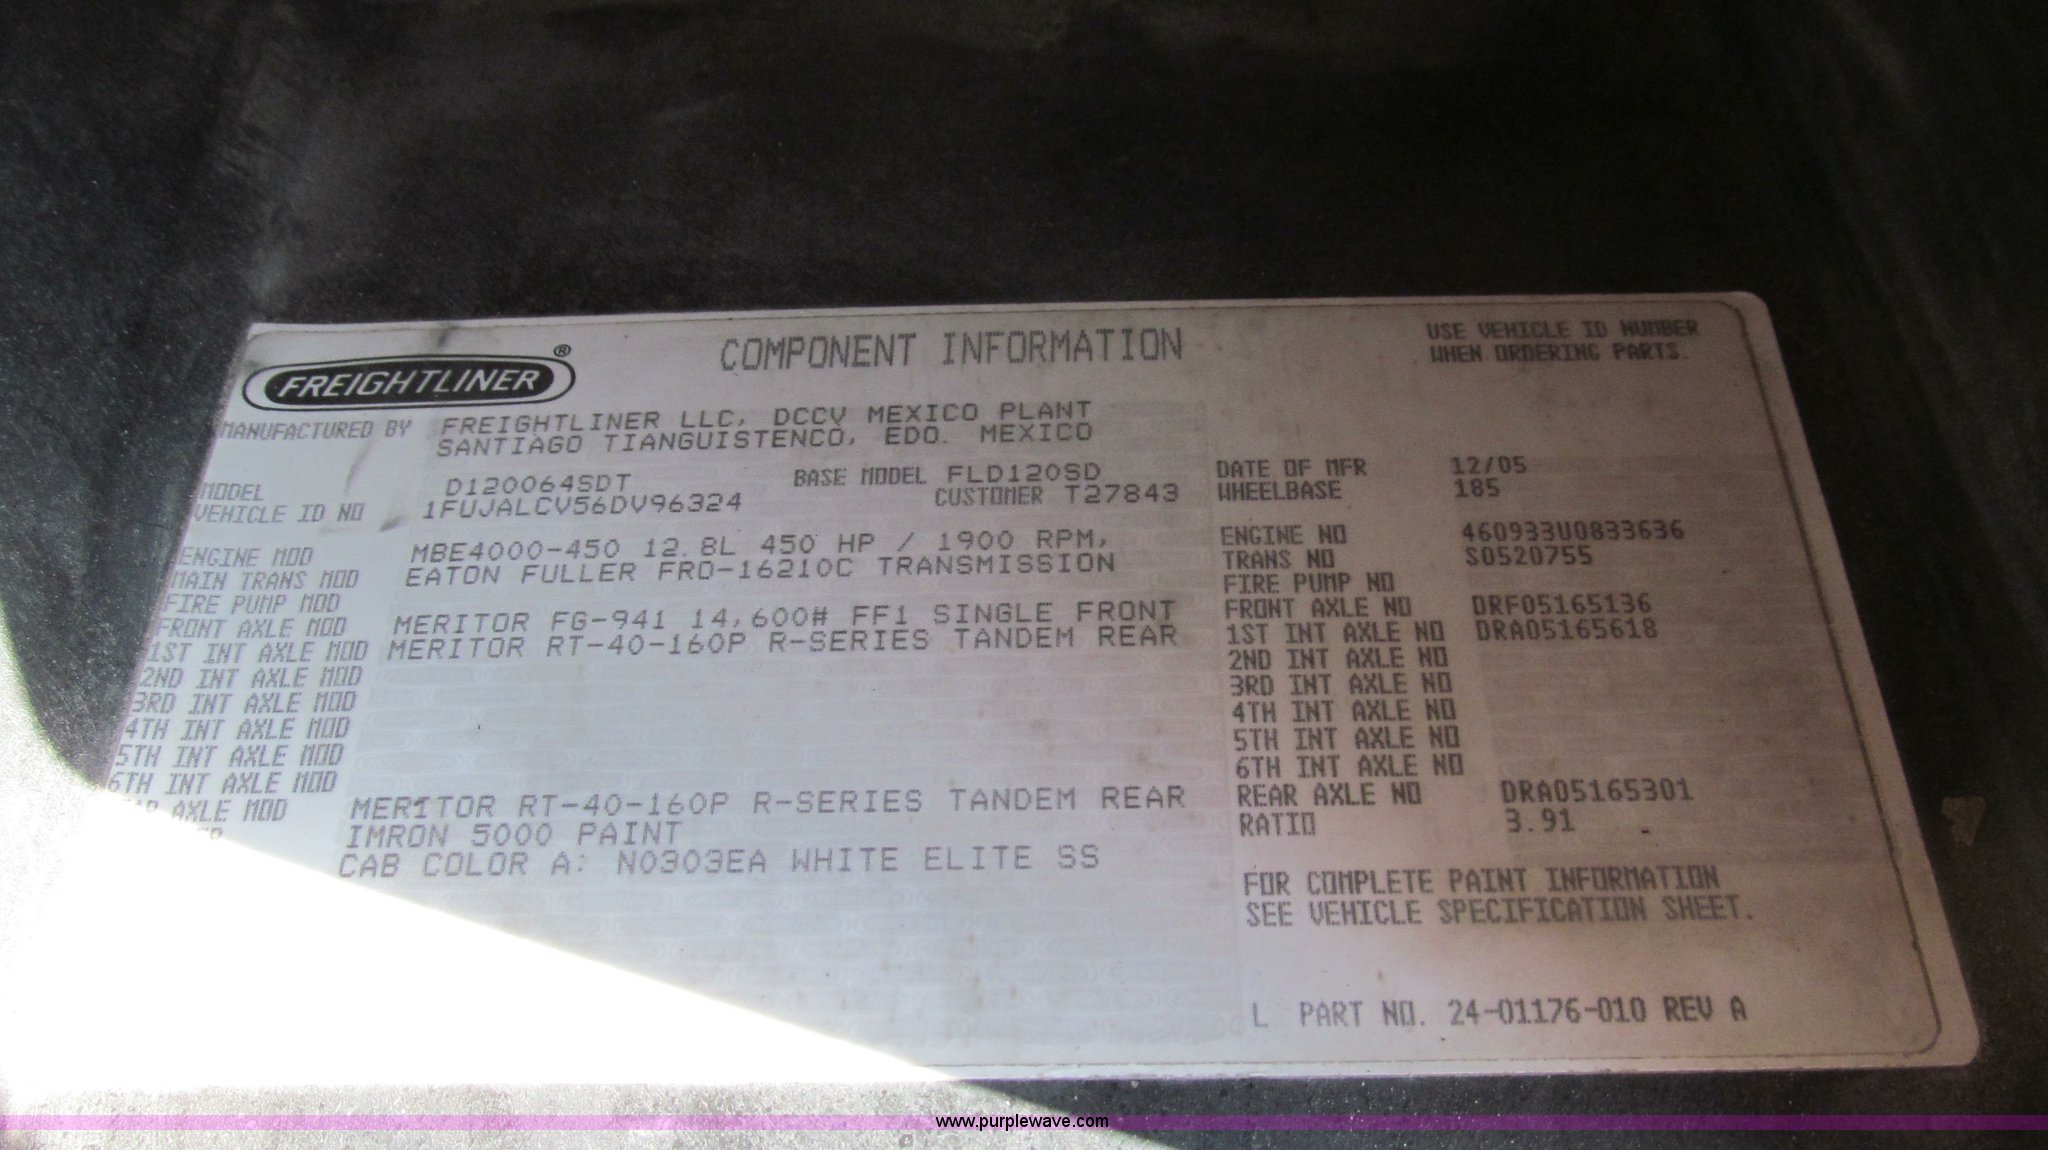 FREIGHTLINER®
COMPONENT INFORMATION
USE VEHICLE ID NUMBER
WHEN ORDERING PARTS.
MANUFACTURED BY FREIGHTLINER LLC, DCCV MEXICO PLANT
SANTIAGO TIANGUISTENCO, EDO. MEXICO
MODEL D120064SDT BASE MODEL FLD120SD DATE OF MFR 12/05
VEHICLE ID NO 1FUJALCV56DV96324 CUSTOMER T27843 WHEELBASE 185
ENGINE MOD MBE4000-450 12.8L 450 HP / 1900 RPM, ENGINE NO 460933U0833636
MAIN TRANS MOD EATON FULLER FRO-16210C TRANSMISSION TRANS NO S0520755
FIRE PUMP MOD FIRE PUMP NO
FRONT AXLE MOD MERITOR FG-941 14,600# FF1 SINGLE FRONT FRONT AXLE NO DRF05165136
1ST INT AXLE MOD MERITOR RT-40-160P R-SERIES TANDEM REAR 1ST INT AXLE NO DRA05165618
2ND INT AXLE MOD 2ND INT AXLE NO
3RD INT AXLE MOD 3RD INT AXLE NO
4TH INT AXLE MOD 4TH INT AXLE NO
5TH INT AXLE MOD 5TH INT AXLE NO
6TH INT AXLE MOD 6TH INT AXLE NO
AXLE MOD MERITOR RT-40-160P R-SERIES TANDEM REAR REAR AXLE NO DRA05165301
IMRON 5000 PAINT RATIO 3.91
CAB COLOR A: N0303EA WHITE ELITE SS
FOR COMPLETE PAINT INFORMATION
SEE VEHICLE SPECIFICATION SHEET.
L PART NO. 24-01176-010 REV A
www.purplewave.com